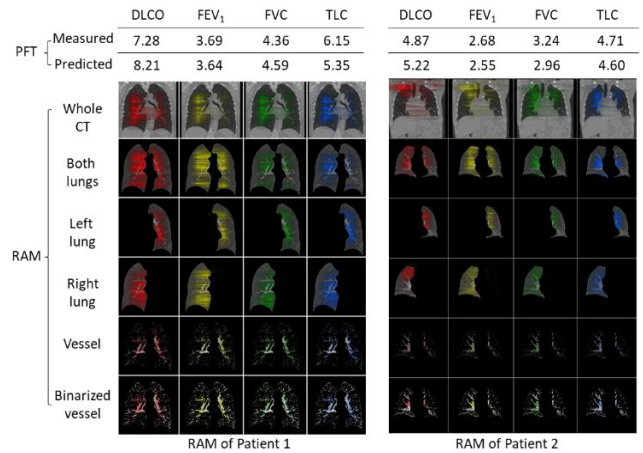 DLCO FEV1 FVC TLC DLCO FEV1 FVC TLC
PFT
Measured 7.28 3.69 4.36 6.15 4.87 2.68 3.24 4.71
Predicted 8.21 3.64 4.59 5.35 5.22 2.55 2.96 4.60
RAM
Whole
CT
Both
lungs
Left
lung
Right
lung
Vessel
Binarized
vessel
RAM of Patient 1 RAM of Patient 2